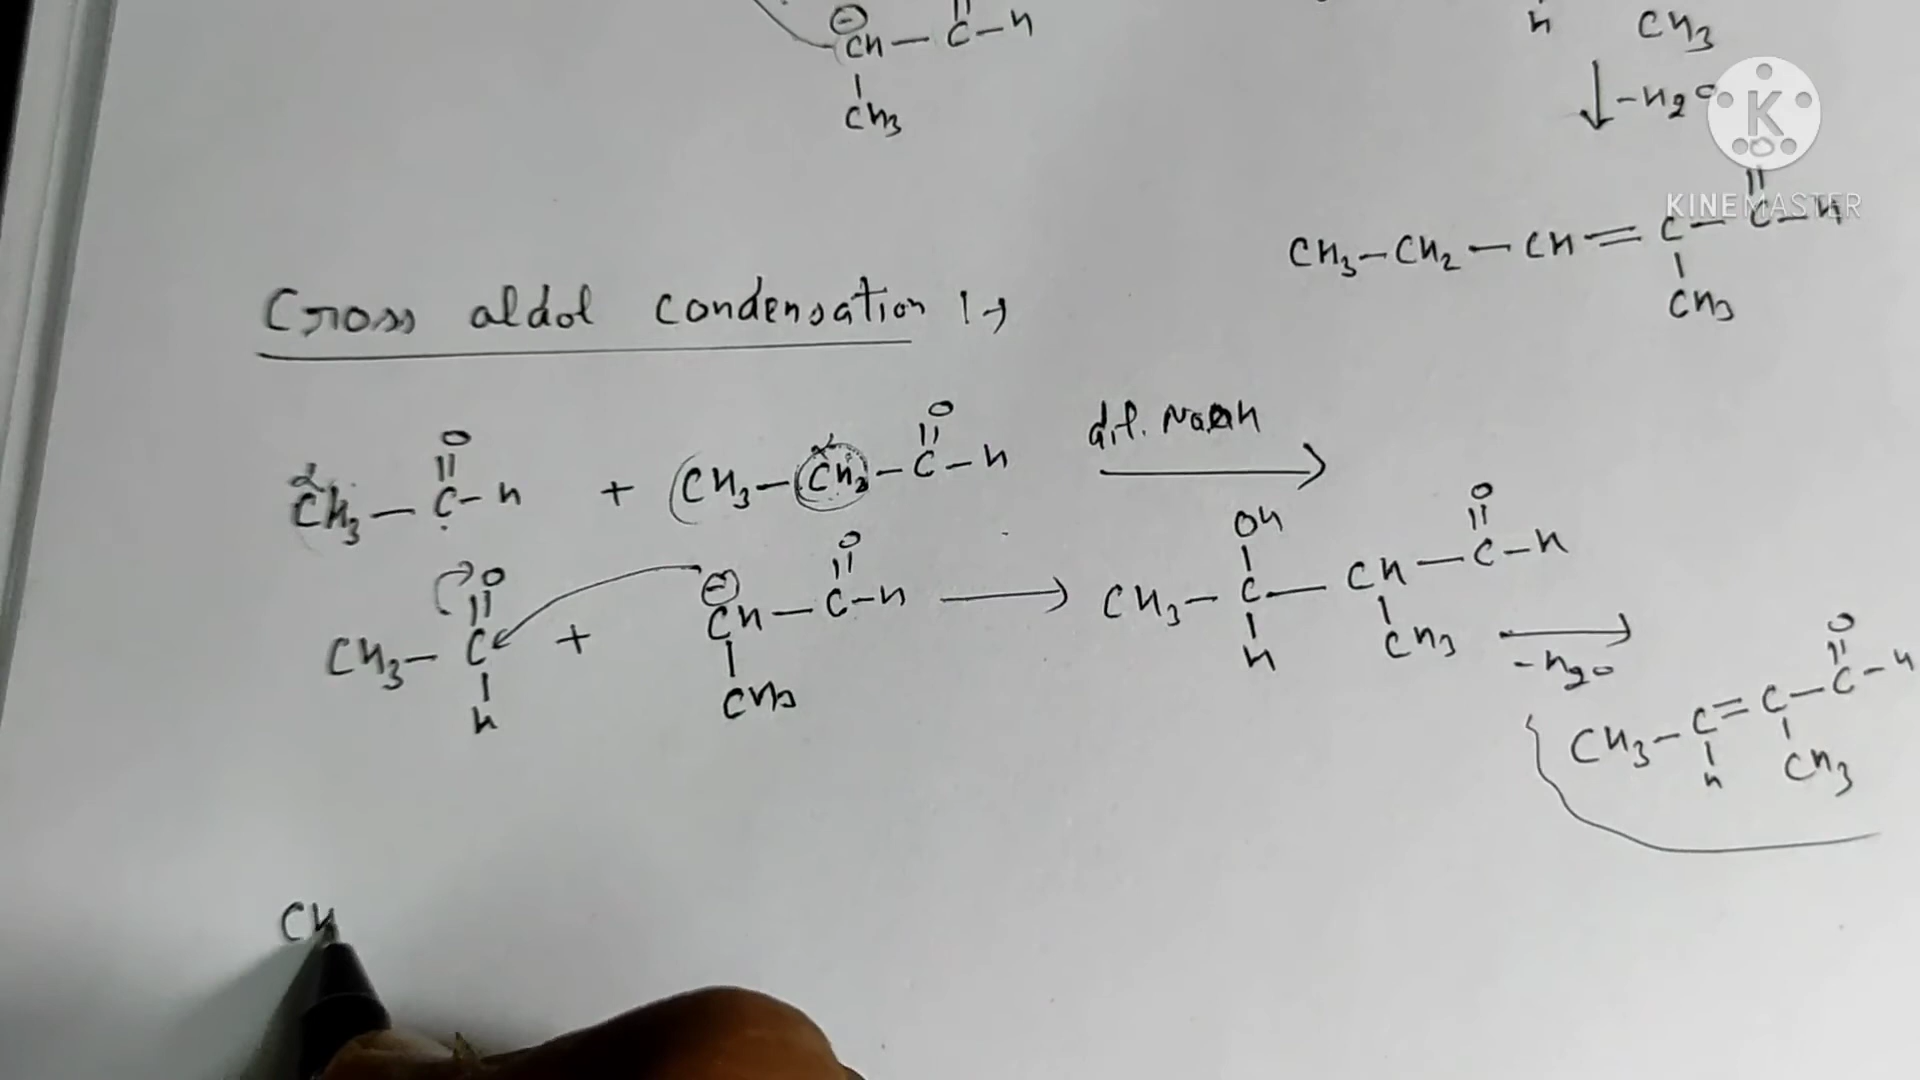 ⊖ CH — C — H
CH3
H CH3
↓ -H2O
K
KINEMASTER
O
CH3 — CH2 — CH = C — C — H
CH3
Cross aldol condensation :→
O O
α CH3 — C — H + (CH3 — α CH2 — C — H dil. NaOH →
O ⊖ O OH O
CH3 — C + CH — C — H → CH3 — C — CH — C — H
H CH3 H CH3 → -H2O
O
CH3 — C = C — C — H
H CH3
CH